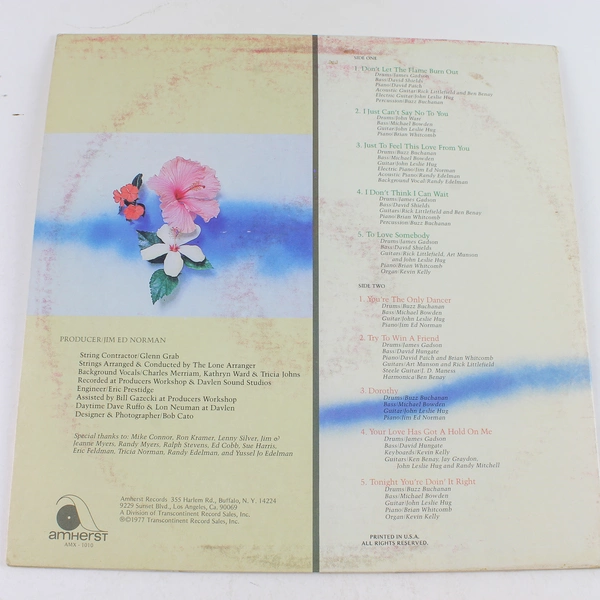 PRODUCER/JIM ED NORMAN
String Contractor/Glenn Grab
Strings Arranged & Conducted by The Lone Arranger
Background Vocals/Charles Merriam, Kathryn Ward & Tricia Johns
Recorded at Producers Workshop & Davlen Sound Studios
Engineer/Eric Prestidge
Assisted by Bill Gazecki at Producers Workshop
Daytime Dave Ruffo & Lon Neuman at Davlen
Designer & Photographer/Bob Cato
Special thanks to: Mike Connor, Ron Kramer, Lenny Silver, Jim &
Jeanne Myers, Randy Myers, Ralph Stevens, Ed Cobb, Sue Harris,
Eric Feldman, Tricia Norman, Randy Edelman, and Yussel Jo Edelman
amHERST
AMX - 1010
Amherst Records 355 Harlem Rd., Buffalo, N. Y. 14224
9229 Sunset Blvd., Los Angeles, Ca. 90069
A Division of Transcontinent Record Sales, Inc.
℗©1977 Transcontinent Record Sales, Inc.
SIDE ONE
1. Don't Let The Flame Burn Out
Drums/James Gadson
Bass/David Shields
Piano/David Paich
Acoustic Guitar/Rick Littlefield and Ben Benay
Electric Guitar/John Leslie Hug
Percussion/Buzz Buchanan
2. I Just Can't Say No To You
Drums/John Ware
Bass/Michael Bowden
Guitar/John Leslie Hug
Piano/Brian Whitcomb
3. Just To Feel This Love From You
Drums/Buzz Buchanan
Bass/Michael Bowden
Guitar/John Leslie Hug
Electric Piano/Jim Ed Norman
Acoustic Piano/Randy Edelman
Background Vocal/Randy Edelman
4. I Don't Think I Can Wait
Drums/James Gadson
Bass/David Shields
Guitars/Rick Littlefield and Ben Benay
Piano/Brian Whitcomb
Percussion/Buzz Buchanan
5. To Love Somebody
Drums/James Gadson
Bass/David Shields
Guitars/Rick Littlefield, Art Munson
and John Leslie Hug
Piano/Brian Whitcomb
Organ/Kevin Kelly
SIDE TWO
1. You're The Only Dancer
Drums/Buzz Buchanan
Bass/Michael Bowden
Guitar/John Leslie Hug
Piano/Jim Ed Norman
2. Try To Win A Friend
Drums/James Gadson
Bass/David Hungate
Piano/David Paich and Brian Whitcomb
Guitars/Art Munson and Rick Littlefield
Steele Guitar/J. D. Maness
Harmonica/Ben Benay
3. Dorothy
Drums/Buzz Buchanan
Bass/Michael Bowden
Guitar/John Leslie Hug
Piano/Jim Ed Norman
4. Your Love Has Got A Hold On Me
Drums/James Gadson
Bass/David Hungate
Keyboards/Kevin Kelly
Guitars/Ken Benay, Jay Graydon,
John Leslie Hug and Randy Mitchell
5. Tonight You're Doin' It Right
Drums/Buzz Buchanan
Bass/Michael Bowden
Guitar/John Leslie Hug
Piano/Brian Whitcomb
Organ/Kevin Kelly
PRINTED IN U.S.A.
ALL RIGHTS RESERVED.